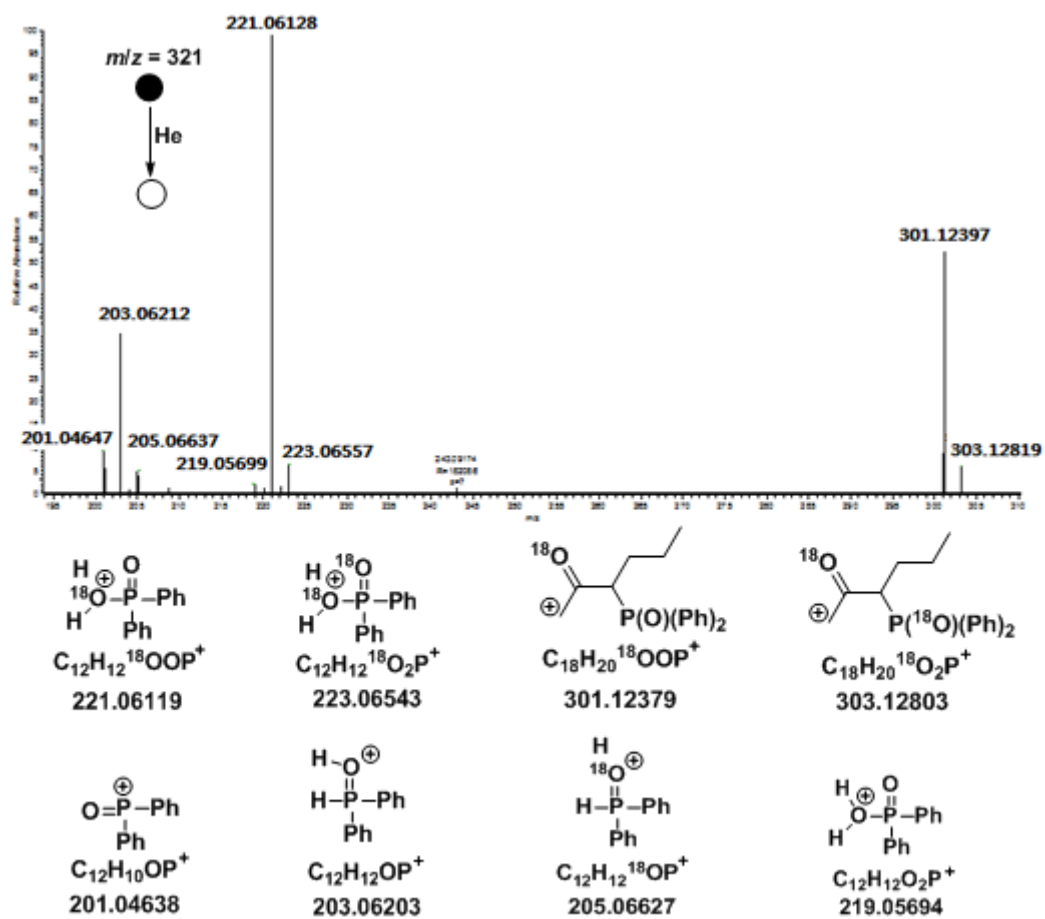 221.06128
m/z = 321
He
301.12397
203.06212
201.04647
205.06637
219.05699
223.06557
303.12819
Relative Abundance
100
m/z
H
18O
H
⊕
O
P
Ph
Ph
C12H12 18OOP+
221.06119
H
18O
H
⊕
18O
P
Ph
Ph
C12H12 18O2P+
223.06543
18O
⊕
P(O)(Ph)2
C18H20 18OOP+
301.12379
18O
⊕
P(18O)(Ph)2
C18H20 18O2P+
303.12803
O
⊕
P
Ph
Ph
C12H10OP+
201.04638
H
O
⊕
H
P
Ph
Ph
C12H12OP+
203.06203
H
18O
⊕
H
P
Ph
Ph
C12H12 18OP+
205.06627
H
O
H
⊕
O
P
Ph
Ph
C12H12O2P+
219.05694